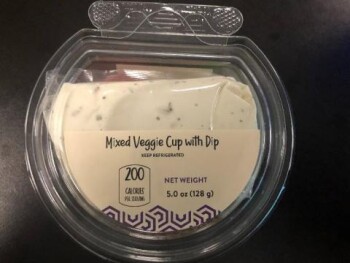 Mixed Veggie Cup with Dip
KEEP REFRIGERATED
200
CALORIES
PER SERVING
NET WEIGHT
5.0 oz (128 g)